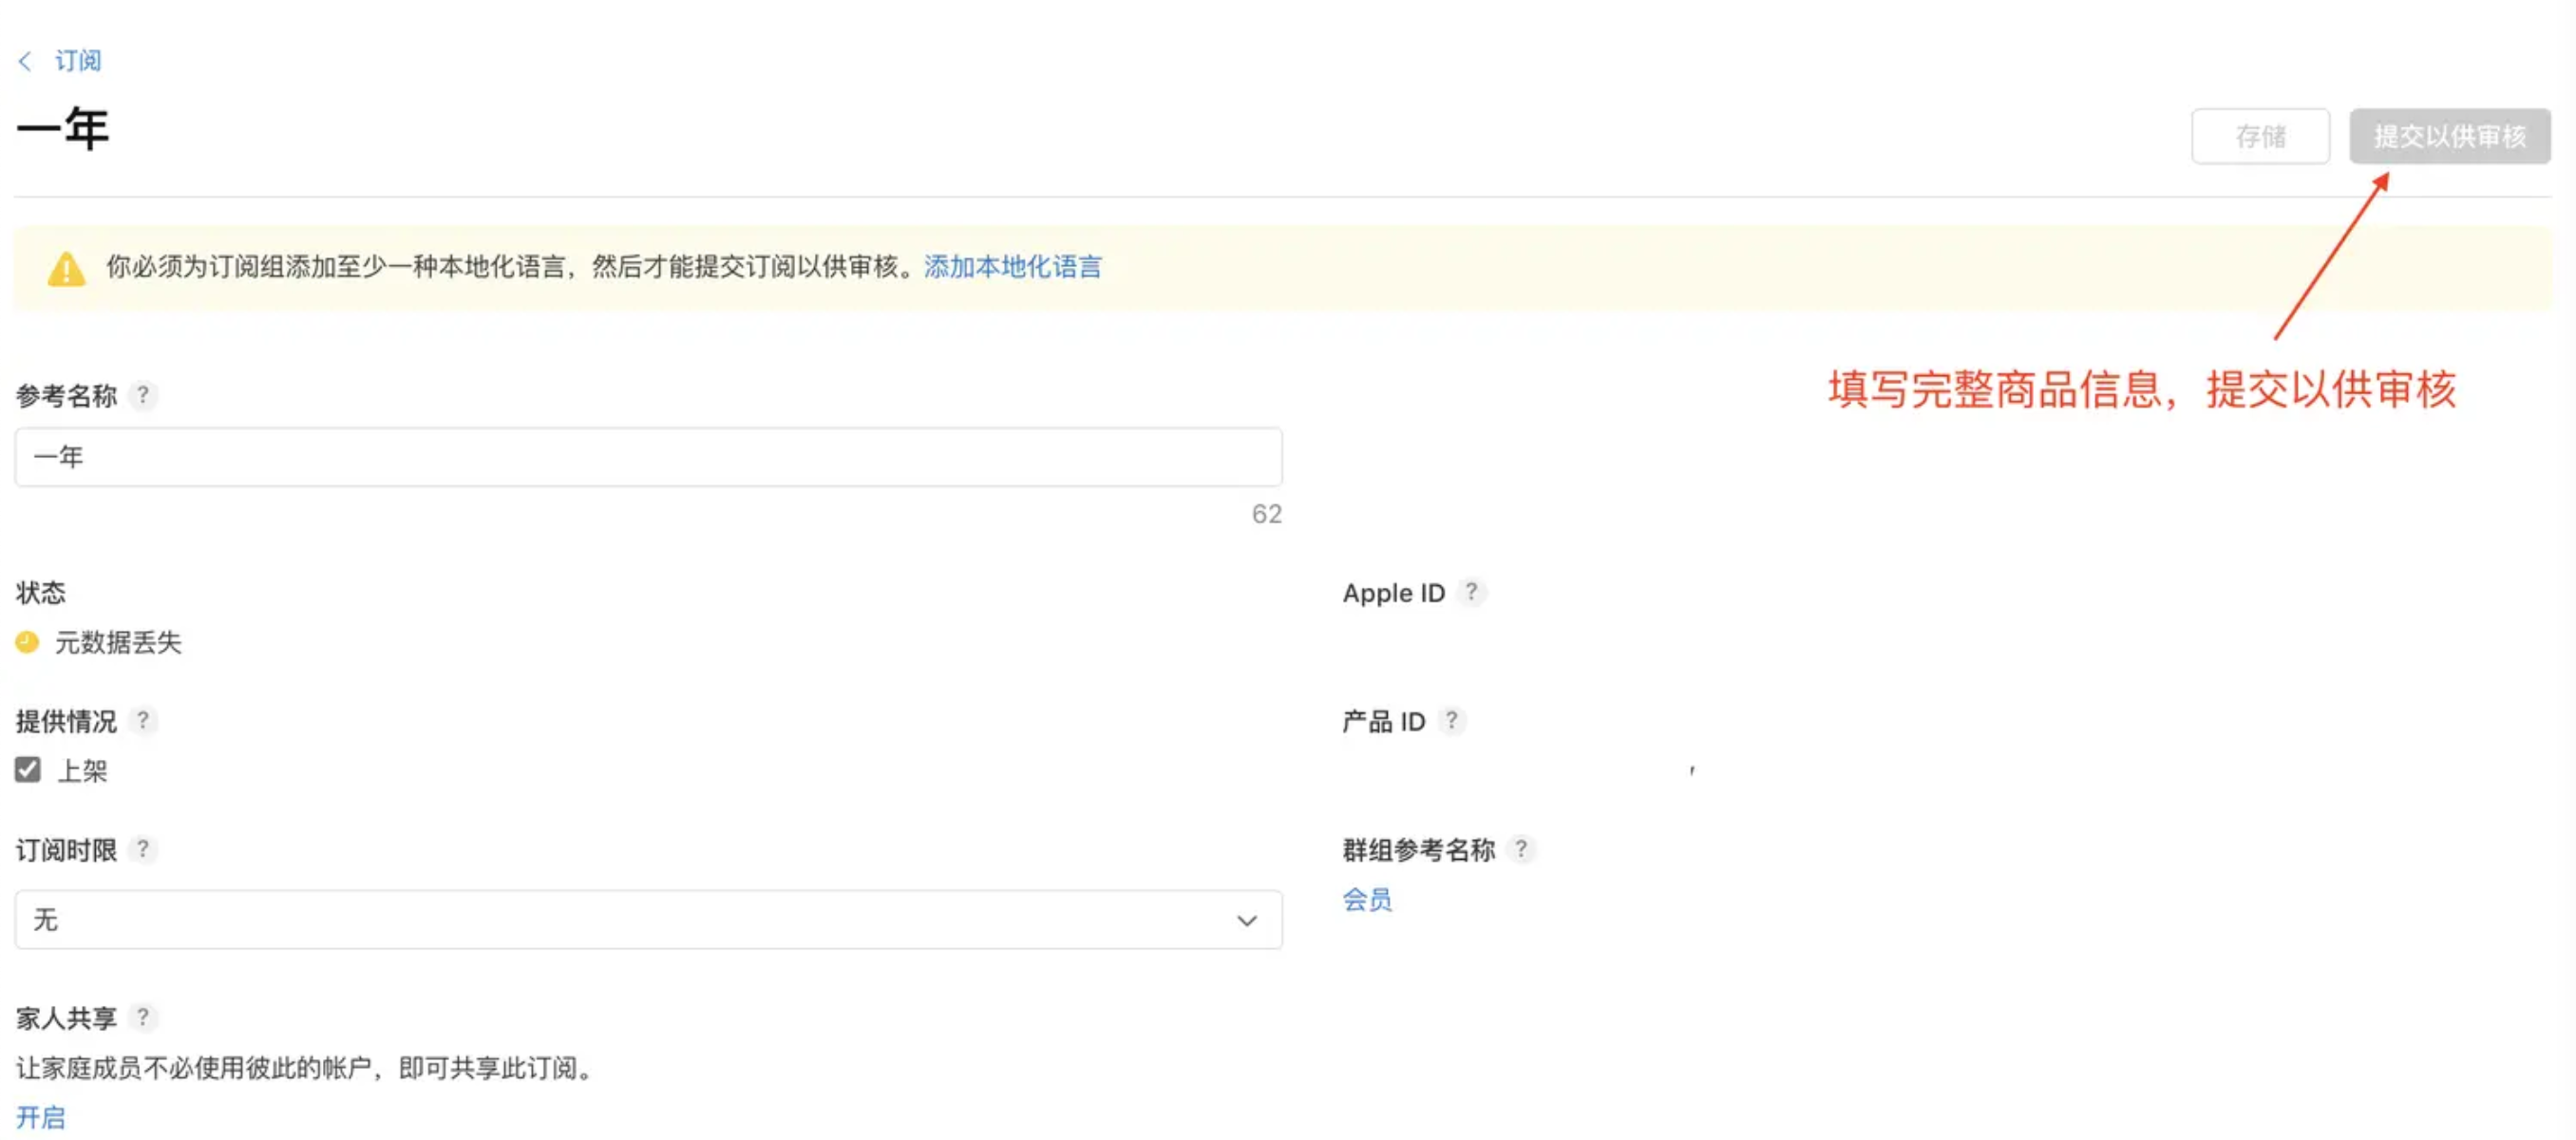 订阅
一年
存储
提交以供审核
你必须为订阅组添加至少一种本地化语言，然后才能提交订阅以供审核。添加本地化语言
填写完整商品信息，提交以供审核
参考名称 ?
一年
62
状态
元数据丢失
Apple ID ?
提供情况 ?
上架
产品 ID ?
订阅时限 ?
无
群组参考名称 ?
会员
家人共享 ?
让家庭成员不必使用彼此的帐户，即可共享此订阅。
开启